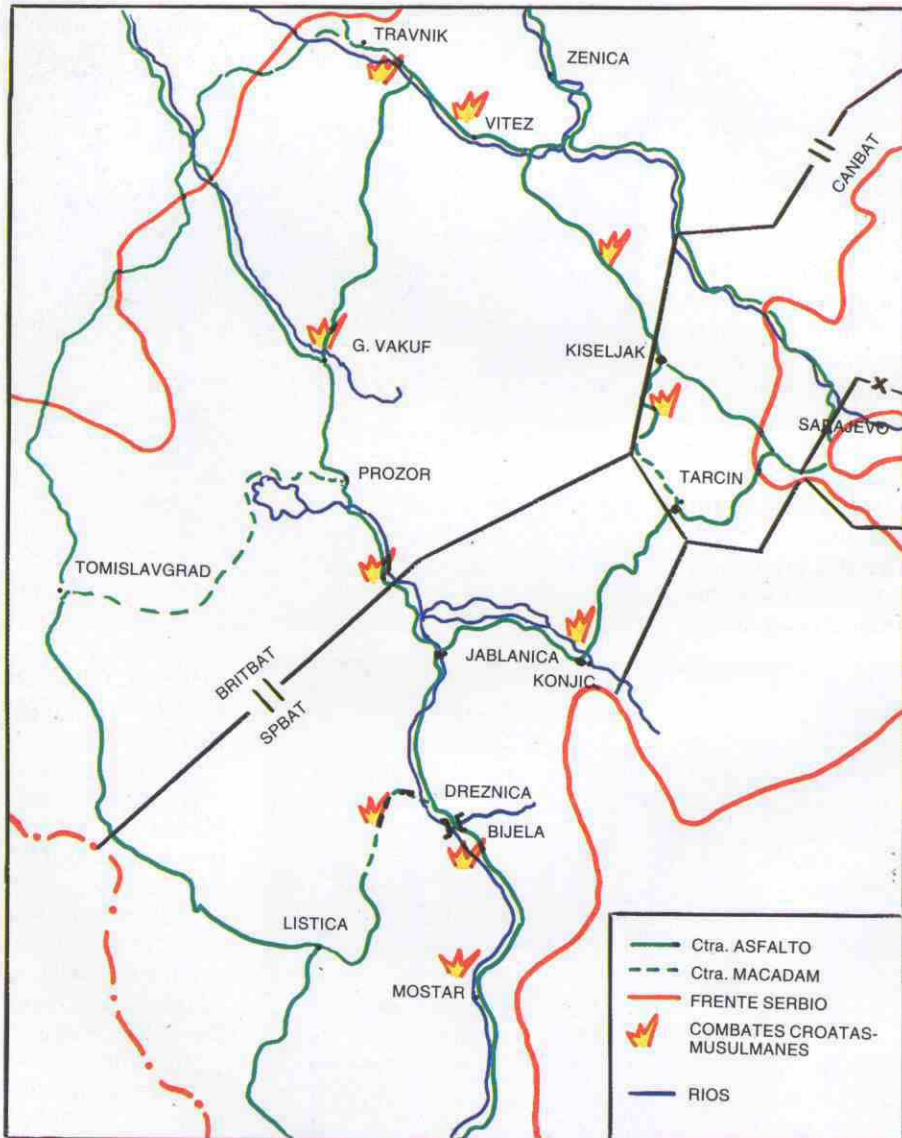 TRAVNIK
ZENICA
VITEZ
CANBAT
G. VAKUF
KISELJAK
SARAJEVO
PROZOR
TARCIN
TOMISLAVGRAD
JABLANICA
KONJIC
BRITBAT
SPBAT
DREZNICA
BIJELA
LISTICA
MOSTAR
Ctra. ASFALTO
Ctra. MACADAM
FRENTE SERBIO
COMBATES CROATAS-
MUSULMANES
RIOS